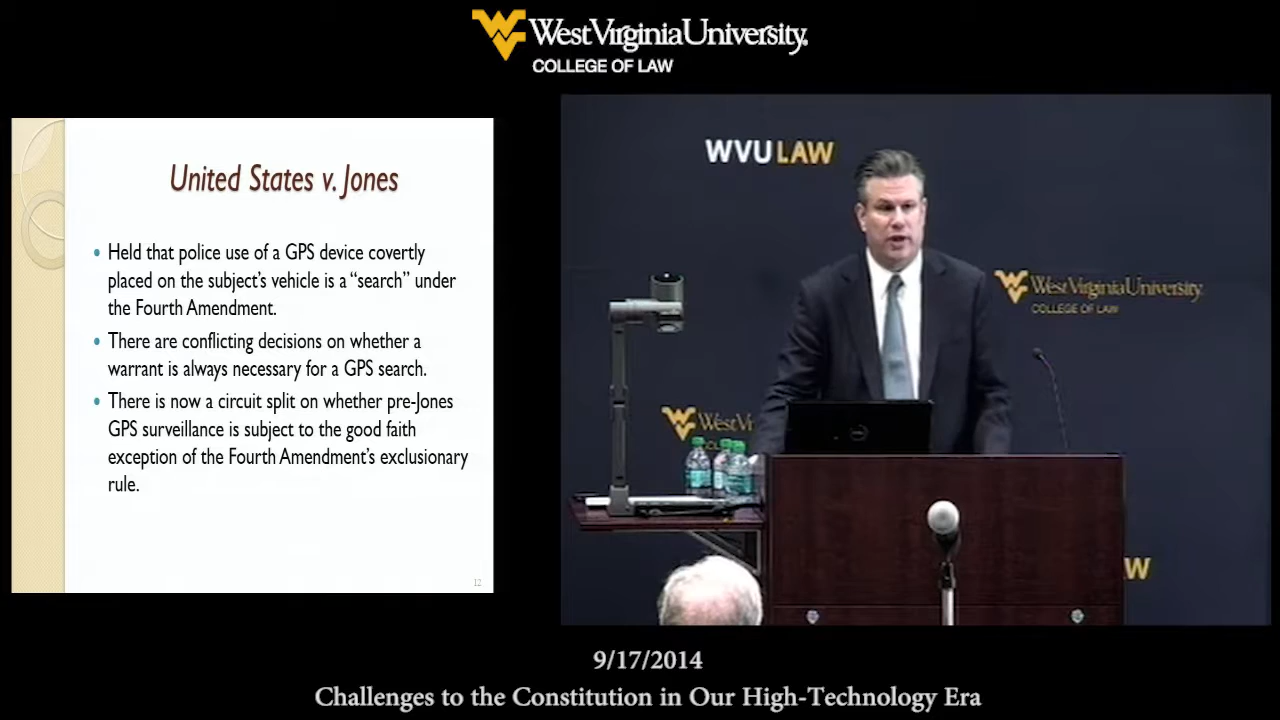 West Virginia University.
COLLEGE OF LAW
United States v. Jones
• Held that police use of a GPS device covertly
placed on the subject's vehicle is a “search” under
the Fourth Amendment.
• There are conflicting decisions on whether a
warrant is always necessary for a GPS search.
• There is now a circuit split on whether pre-Jones
GPS surveillance is subject to the good faith
exception of the Fourth Amendment's exclusionary
rule.
12
WVU LAW
West Virginia University.
COLLEGE OF LAW
West Vi
W
9/17/2014
Challenges to the Constitution in Our High-Technology Era